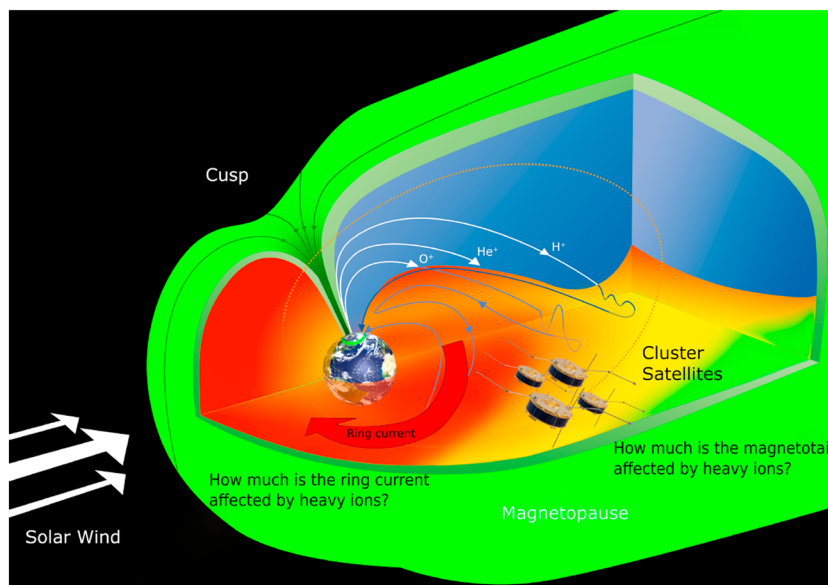 Cusp
H⁺
He⁺
O⁺
Cluster
Satellites
Ring current
How much is the ring current
affected by heavy ions?
How much is the magnetotai
affected by heavy ions?
Magnetopause
Solar Wind